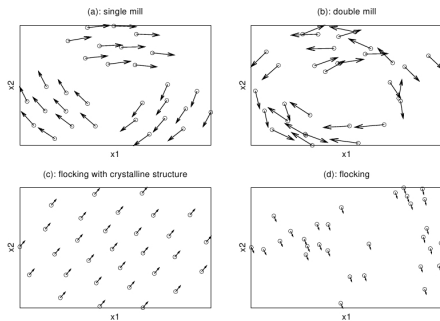 (a): single mill
x2
x1
(b): double mill
x2
x1
(c): flocking with crystalline structure
x2
x1
(d): flocking
x2
x1